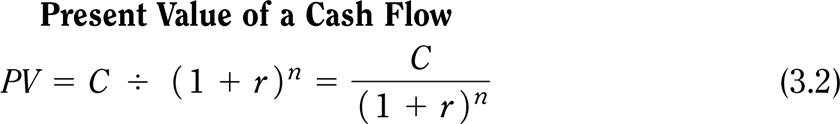 Present Value of a Cash Flow
PV = C ÷ (1 + r)^n = C / (1 + r)^n (3.2)